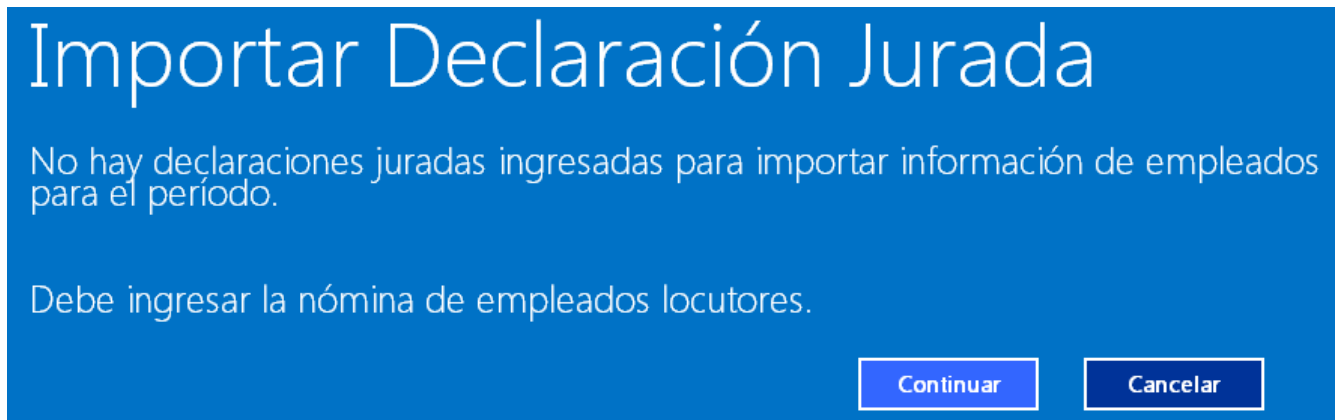 Importar Declaración Jurada
No hay declaraciones juradas ingresadas para importar información de empleados
para el período.
Debe ingresar la nómina de empleados locutores.
Continuar
Cancelar